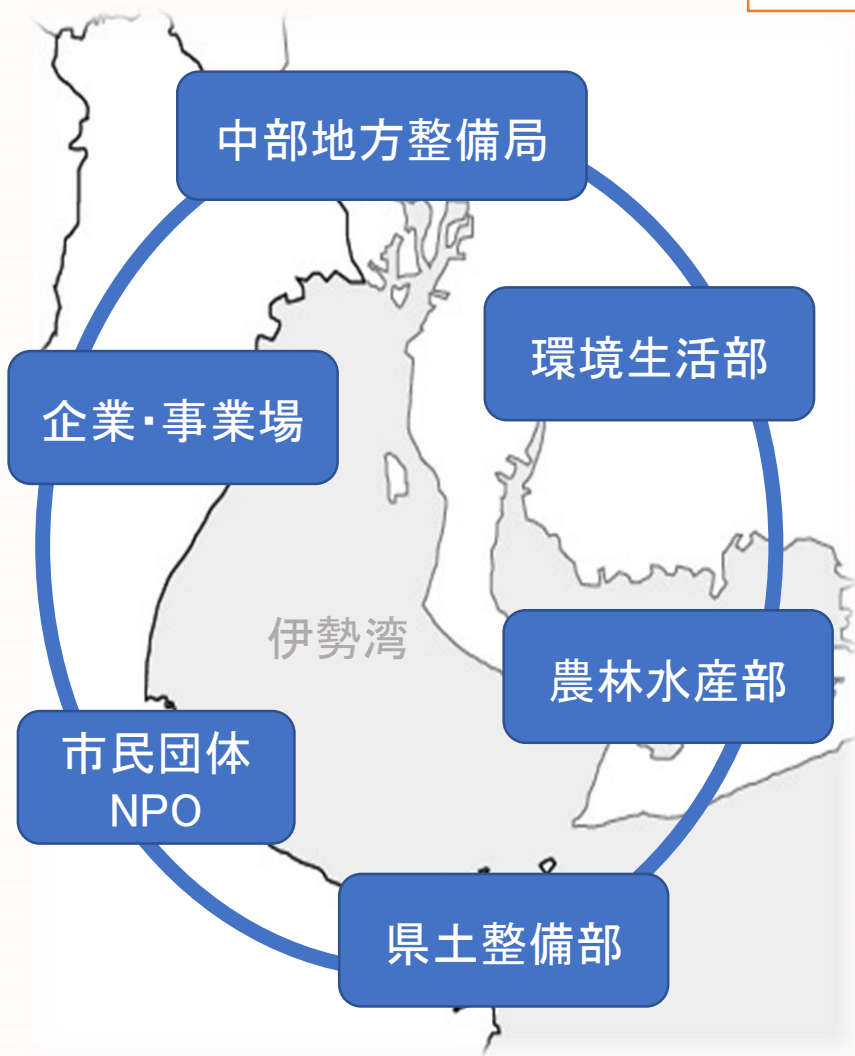 中部地方整備局
環境生活部
企業・事業場
伊勢湾
農林水産部
市民団体
NPO
県土整備部